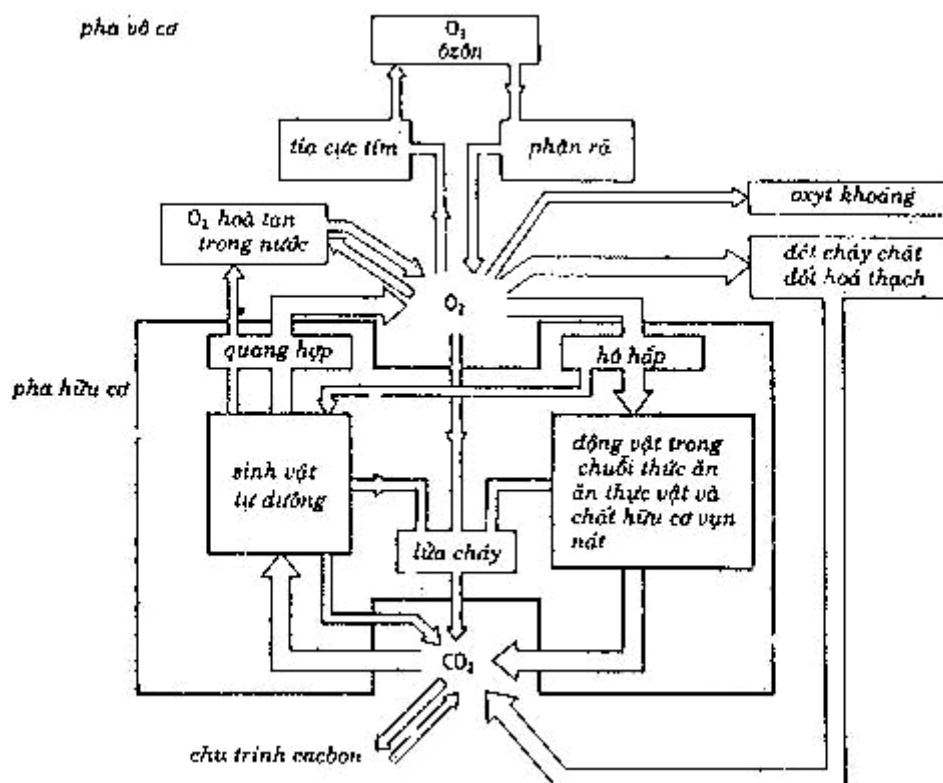 pha vô cơ
O₃
ôzôn
tia cực tím
phân rã
oxyt khoáng
O₂ hoà tan
trong nước
đốt cháy chất
đốt hoá thạch
O₂
quang hợp
hô hấp
pha hữu cơ
sinh vật
tự dưỡng
động vật trong
chuỗi thức ăn
ăn thực vật và
chất hữu cơ vụn
nát
lửa cháy
CO₂
chu trình cacbon